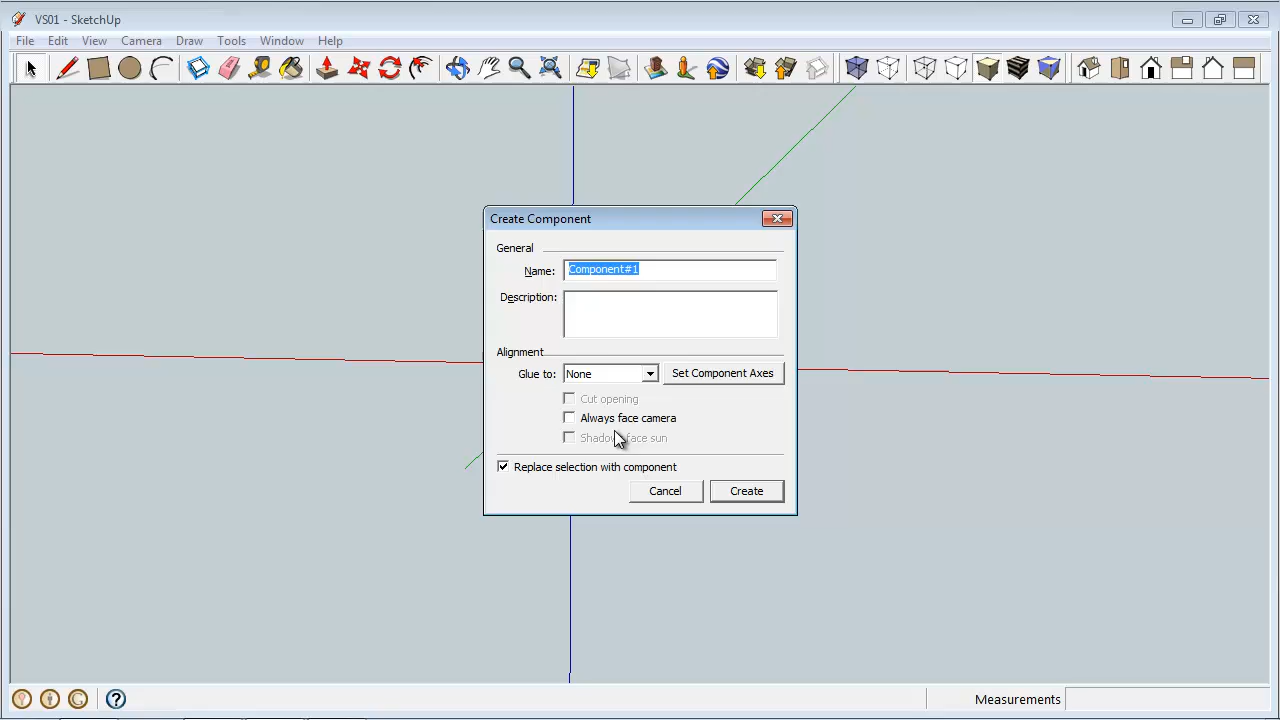 VS01 - SketchUp
File Edit View Camera Draw Tools Window Help
Create Component
General
Name: Component#1
Description:
Alignment
Glue to: None Set Component Axes
Cut opening
Always face camera
face sun
Replace selection with component
Cancel Create
Measurements